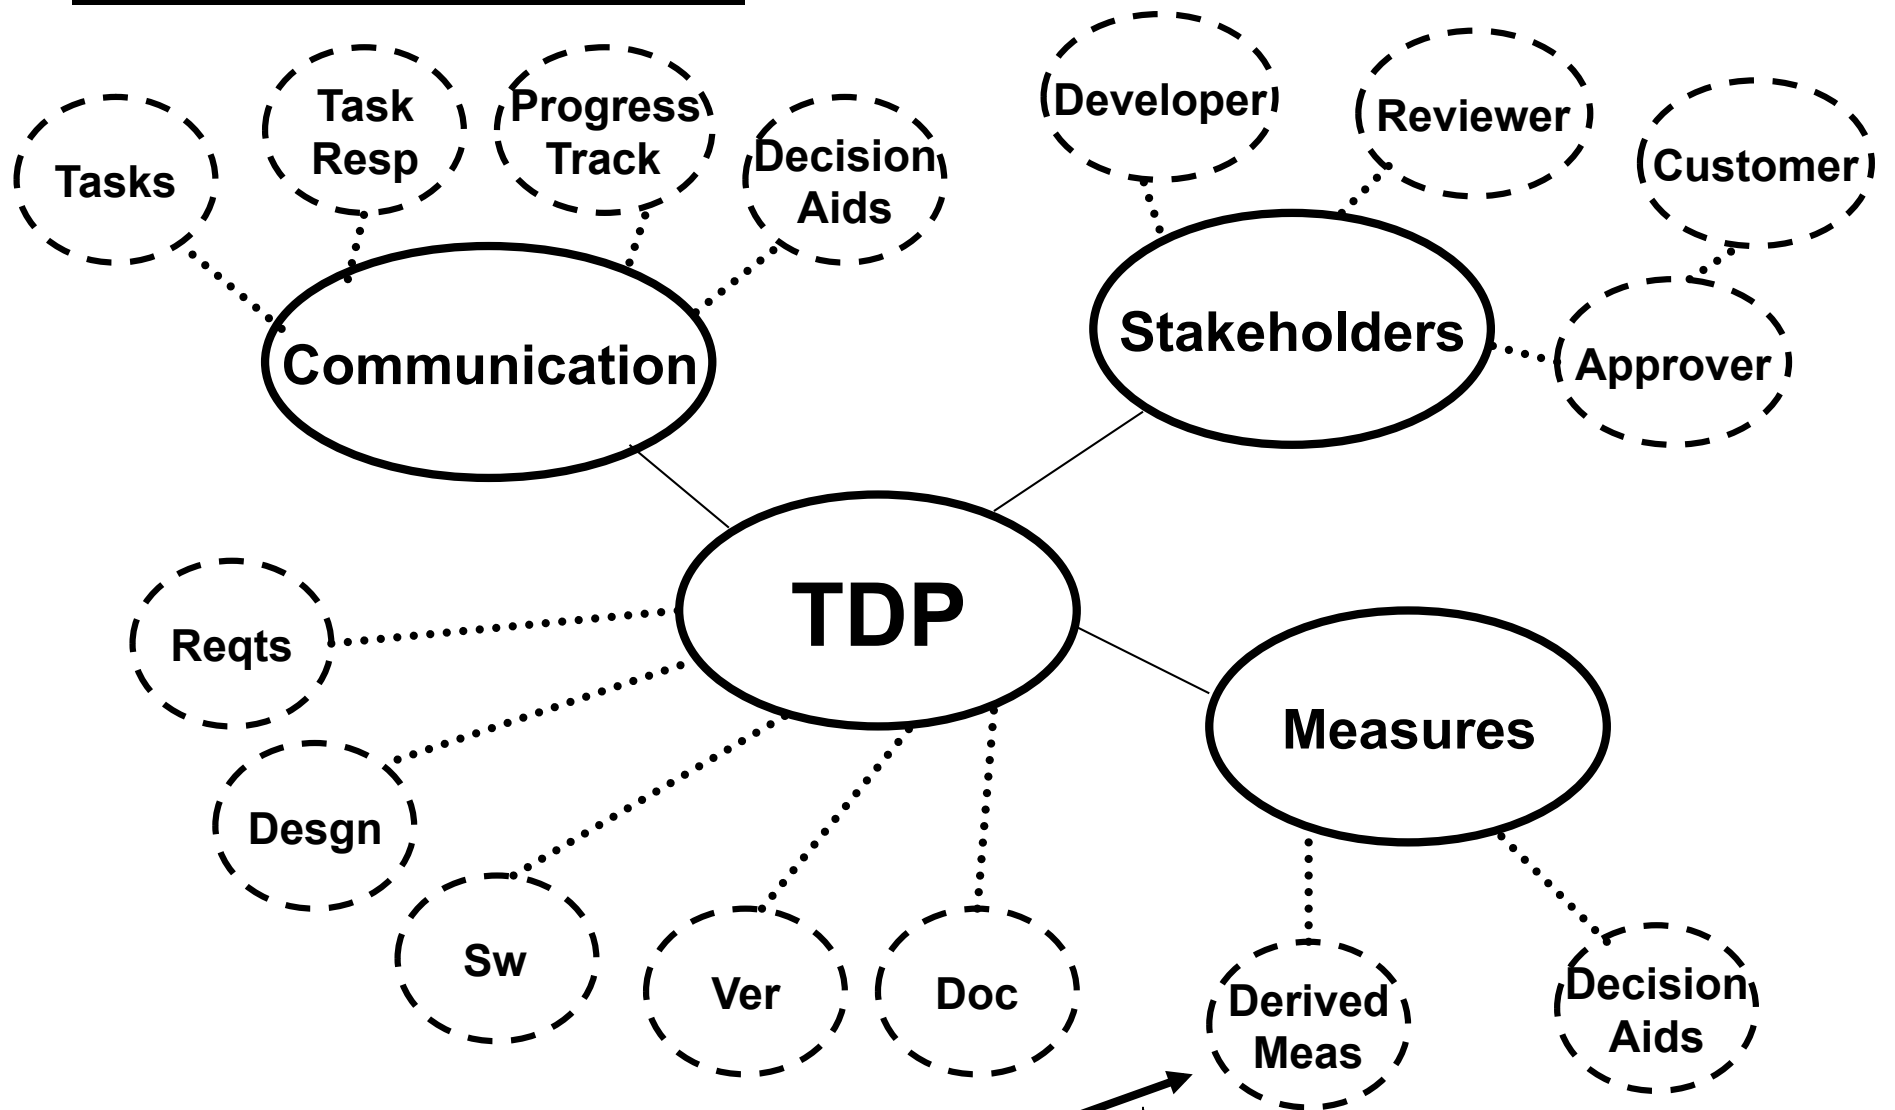 Tasks
Task
Resp
Progress
Track
Decision
Aids
Developer
Reviewer
Customer
Communication
Stakeholders
Approver
TDP
Reqts
Desgn
Sw
Ver
Doc
Measures
Derived
Meas
Decision
Aids